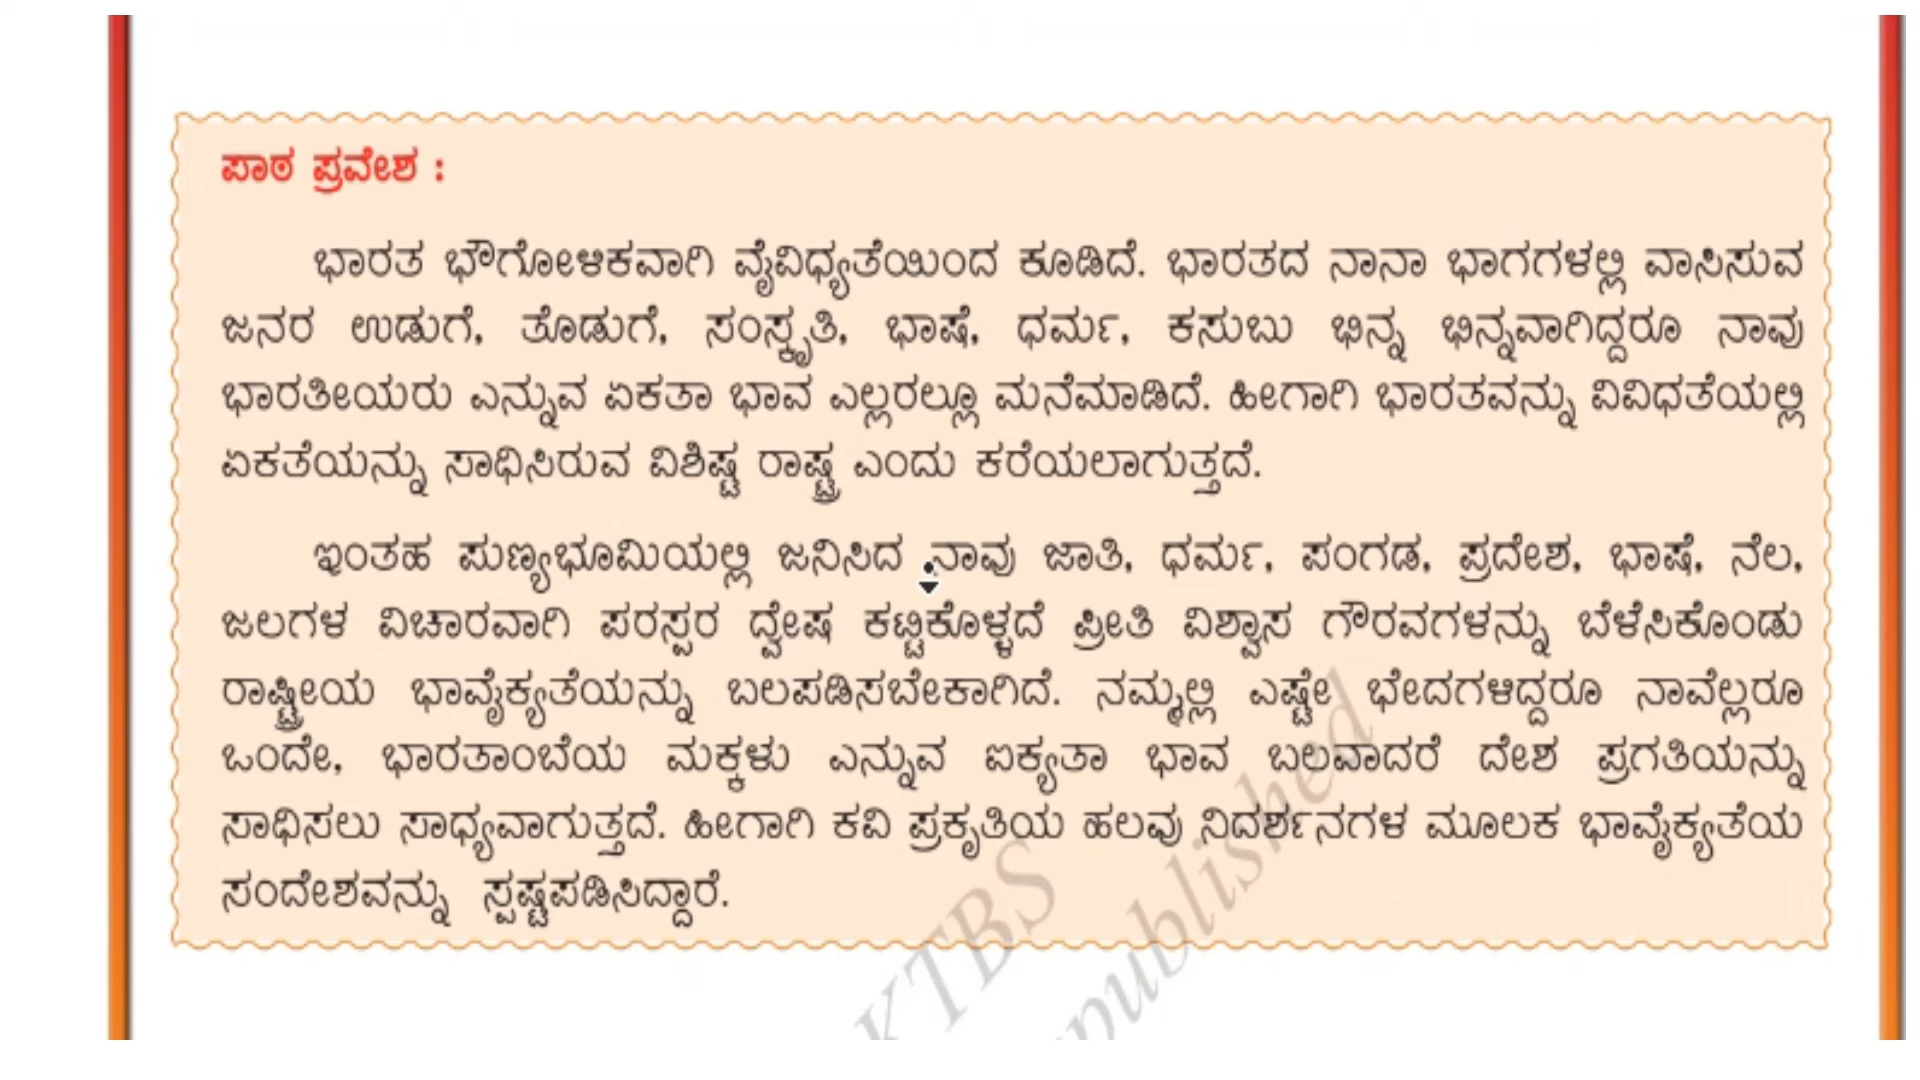 ಪಾಠ ಪ್ರವೇಶ :
ಭಾರತ ಭೌಗೋಳಿಕವಾಗಿ ವೈವಿಧ್ಯತೆಯಿಂದ ಕೂಡಿದೆ. ಭಾರತದ ನಾನಾ ಭಾಗಗಳಲ್ಲಿ ವಾಸಿಸುವ
ಜನರ ಉಡುಗೆ, ತೊಡುಗೆ, ಸಂಸ್ಕೃತಿ, ಭಾಷೆ, ಧರ್ಮ, ಕಸುಬು ಭಿನ್ನ ಭಿನ್ನವಾಗಿದ್ದರೂ ನಾವು
ಭಾರತೀಯರು ಎನ್ನುವ ಏಕತಾ ಭಾವ ಎಲ್ಲರಲ್ಲೂ ಮನೆಮಾಡಿದೆ. ಹೀಗಾಗಿ ಭಾರತವನ್ನು ವಿವಿಧತೆಯಲ್ಲಿ
ಏಕತೆಯನ್ನು ಸಾಧಿಸಿರುವ ವಿಶಿಷ್ಟ ರಾಷ್ಟ್ರ ಎಂದು ಕರೆಯಲಾಗುತ್ತದೆ.
ಇಂತಹ ಪುಣ್ಯಭೂಮಿಯಲ್ಲಿ ಜನಿಸಿದ ನಾವು ಜಾತಿ, ಧರ್ಮ, ಪಂಗಡ, ಪ್ರದೇಶ, ಭಾಷೆ, ನೆಲ,
ಜಲಗಳ ವಿಚಾರವಾಗಿ ಪರಸ್ಪರ ದ್ವೇಷ ಕಟ್ಟಿಕೊಳ್ಳದೆ ಪ್ರೀತಿ ವಿಶ್ವಾಸ ಗೌರವಗಳನ್ನು ಬೆಳೆಸಿಕೊಂಡು
ರಾಷ್ಟ್ರೀಯ ಭಾವೈಕ್ಯತೆಯನ್ನು ಬಲಪಡಿಸಬೇಕಾಗಿದೆ. ನಮ್ಮಲ್ಲಿ ಎಷ್ಟೇ ಭೇದಗಳಿದ್ದರೂ ನಾವೆಲ್ಲರೂ
ಒಂದೇ, ಭಾರತಾಂಬೆಯ ಮಕ್ಕಳು ಎನ್ನುವ ಐಕ್ಯತಾ ಭಾವ ಬಲವಾದರೆ ದೇಶ ಪ್ರಗತಿಯನ್ನು
ಸಾಧಿಸಲು ಸಾಧ್ಯವಾಗುತ್ತದೆ. ಹೀಗಾಗಿ ಕವಿ ಪ್ರಕೃತಿಯ ಹಲವು ನಿದರ್ಶನಗಳ ಮೂಲಕ ಭಾವೈಕ್ಯತೆಯ
ಸಂದೇಶವನ್ನು ಸ್ಪಷ್ಟಪಡಿಸಿದ್ದಾರೆ.
KTBS